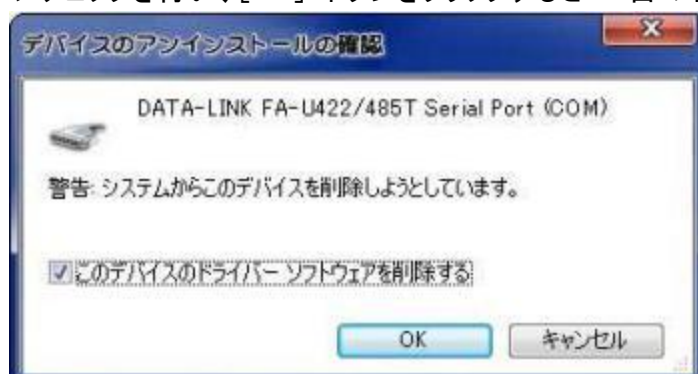 デバイスのアンインストールの確認
DATA-LINK FA-U422/485T Serial Port (COM)
警告: システムからこのデバイスを削除しようとしています。
このデバイスのドライバー ソフトウェアを削除する
OK キャンセル